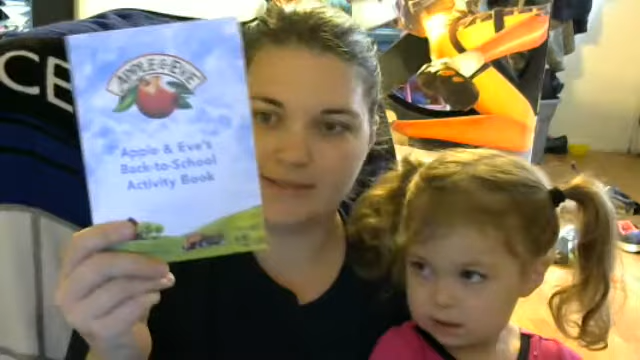 CE
APPLE & EVE
Apple & Eve's
Back-to-School
Activity Book